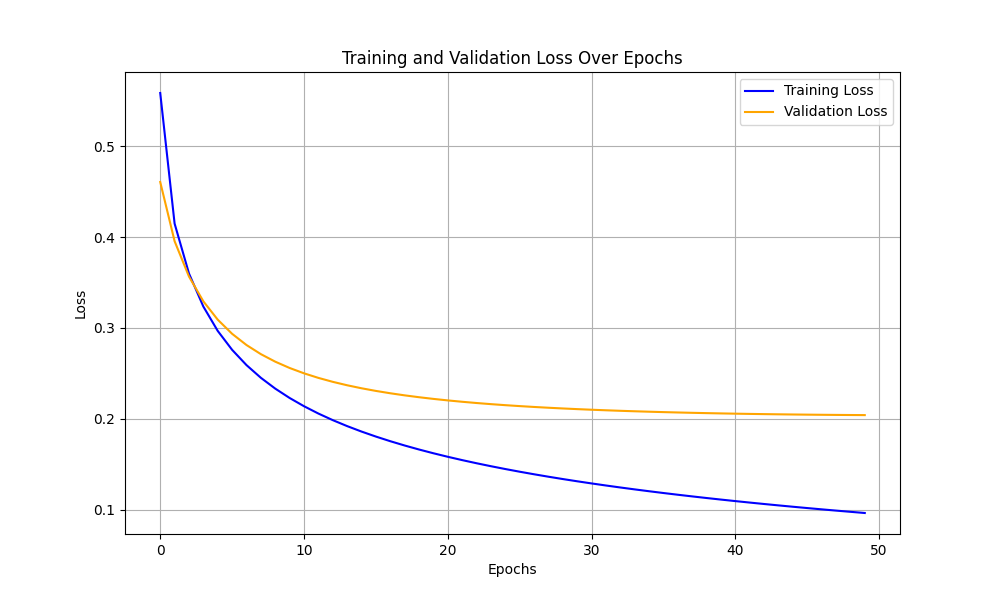 Training and Validation Loss Over Epochs
Training Loss
Validation Loss
0.5
0.4
0.3
0.2
0.1
Loss
0 10 20 30 40 50
Epochs